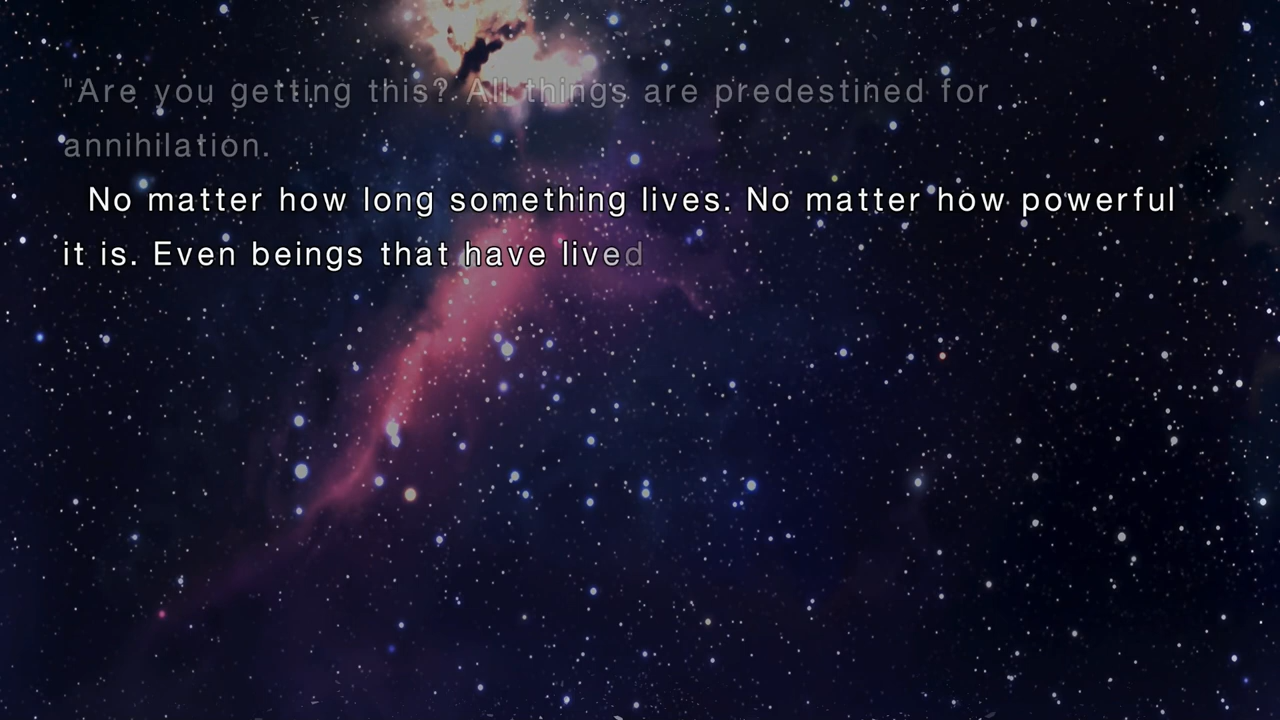 "Are you getting this? All things are predestined for
annihilation.
No matter how long something lives. No matter how powerful
it is. Even beings that have lived